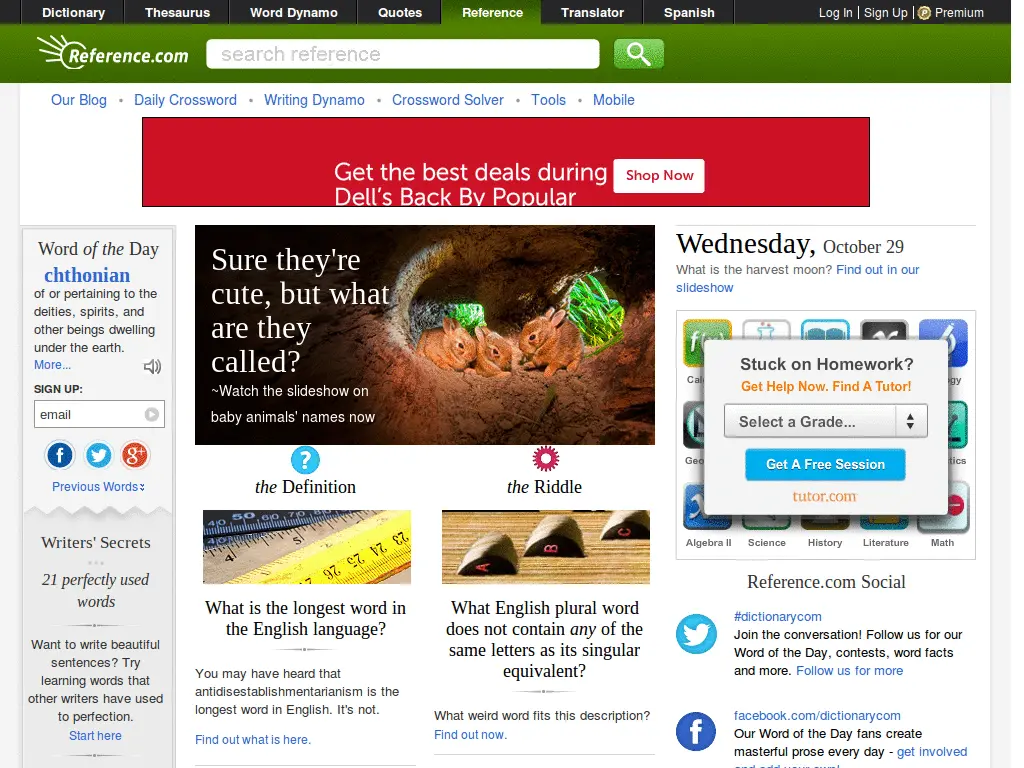 Dictionary Thesaurus Word Dynamo Quotes Reference Translator Spanish Log In | Sign Up | Premium
Reference.com search reference
Our Blog • Daily Crossword • Writing Dynamo • Crossword Solver • Tools • Mobile
Get the best deals during
Dell's Back By Popular
Shop Now
Word of the Day
chthonian
of or pertaining to the
deities, spirits, and
other beings dwelling
under the earth.
More...
SIGN UP:
email
Previous Words
Writers' Secrets
21 perfectly used
words
Want to write beautiful
sentences? Try
learning words that
other writers have used
to perfection.
Start here
Sure they're
cute, but what
are they
called?
~Watch the slideshow on
baby animals' names now
the Definition
What is the longest word in
the English language?
You may have heard that
antidisestablishmentarianism is the
longest word in English. It's not.
Find out what is here.
the Riddle
A B C
What English plural word
does not contain any of the
same letters as its singular
equivalent?
What weird word fits this description?
Find out now.
Wednesday, October 29
What is the harvest moon? Find out in our
slideshow
Stuck on Homework?
Get Help Now. Find A Tutor!
Select a Grade...
Get A Free Session
tutor.com
Algebra II Science History Literature Math
Reference.com Social
#dictionarycom
Join the conversation! Follow us for our
Word of the Day, contests, word facts
and more. Follow us for more
facebook.com/dictionarycom
Our Word of the Day fans create
masterful prose every day - get involved